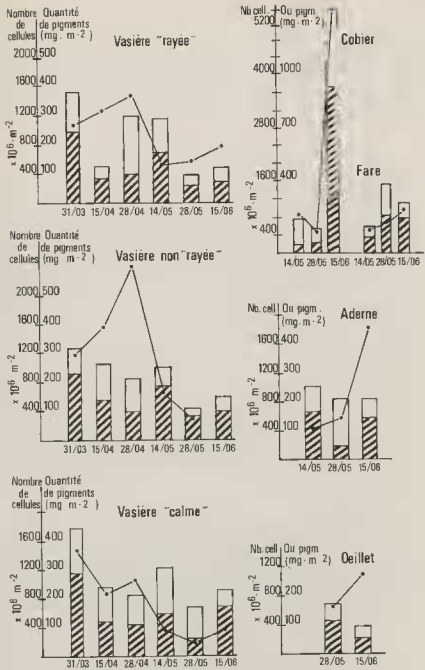 Nombre Quantité
de de pigments
cellules (mg. m-2)
Vasière "rayée"
2000 500
1600 400
1200 300
800 200
400 100
× 10⁶. m-2
31/03 15/04 28/04 14/05 28/05 15/06
Nb cell. Qu pigm.
(mg. m-2)
Cobier
5200
4000 1000
2800 700
1600 400
400 100
× 10⁶. m-2
Fare
14/05 28/05 15/06 14/05 28/05 15/06
Nombre Quantité
de de pigments
cellules (mg m-2)
Vasière non "rayée"
2000 500
1600 400
1200 300
800 200
400 100
× 10⁶. m-2
31/03 15/04 28/04 14/05 28/05 15/06
Nb cell Qu pigm.
(mg. m-2)
Aderne
1600 400
1200 300
800 200
400 100
× 10⁶. m-2
14/05 28/05 15/06
Nombre Quantité
de de pigments
cellules (mg m-2)
Vasière "calme"
1600 400
1200 300
800 200
400 100
× 10⁶. m-2
31/03 15/04 28/04 14/05 28/05 15/06
Nb. cell Qu pigm
(mg. m-2)
Oeillet
1200
800 200
400 100
× 10⁶. m-2
28/05 15/06